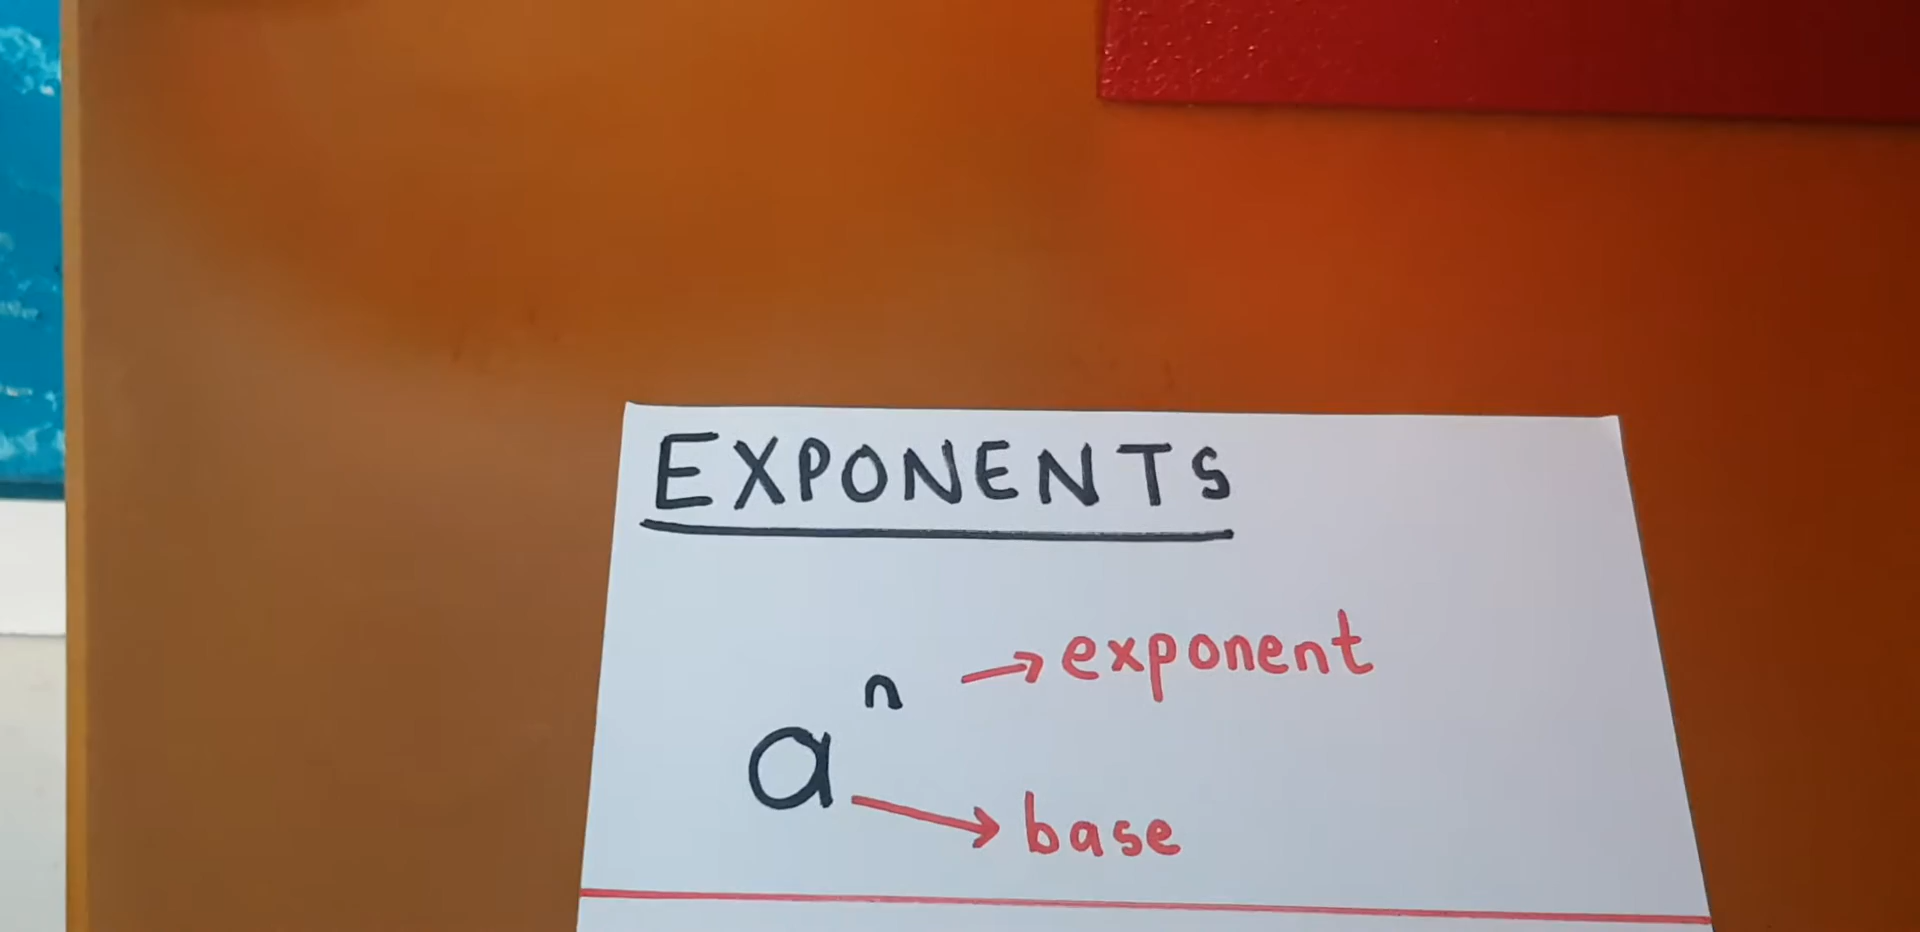 EXPONENTS
n → exponent
a → base